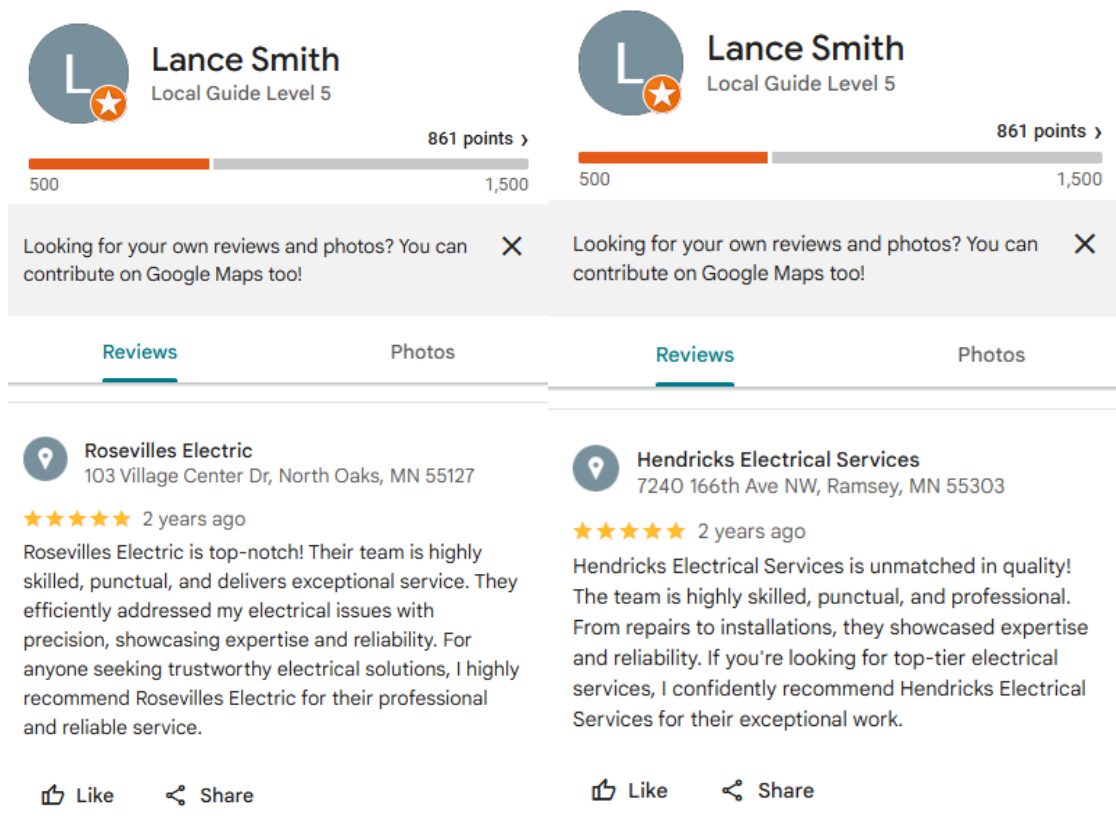 L
Lance Smith
Local Guide Level 5
861 points ›
500
1,500
Looking for your own reviews and photos? You can
contribute on Google Maps too!
Reviews
Photos
Rosevilles Electric
103 Village Center Dr, North Oaks, MN 55127
2 years ago
Rosevilles Electric is top-notch! Their team is highly
skilled, punctual, and delivers exceptional service. They
efficiently addressed my electrical issues with
precision, showcasing expertise and reliability. For
anyone seeking trustworthy electrical solutions, I highly
recommend Rosevilles Electric for their professional
and reliable service.
Like
Share
L
Lance Smith
Local Guide Level 5
861 points ›
500
1,500
Looking for your own reviews and photos? You can
contribute on Google Maps too!
Reviews
Photos
Hendricks Electrical Services
7240 166th Ave NW, Ramsey, MN 55303
2 years ago
Hendricks Electrical Services is unmatched in quality!
The team is highly skilled, punctual, and professional.
From repairs to installations, they showcased expertise
and reliability. If you're looking for top-tier electrical
services, I confidently recommend Hendricks Electrical
Services for their exceptional work.
Like
Share